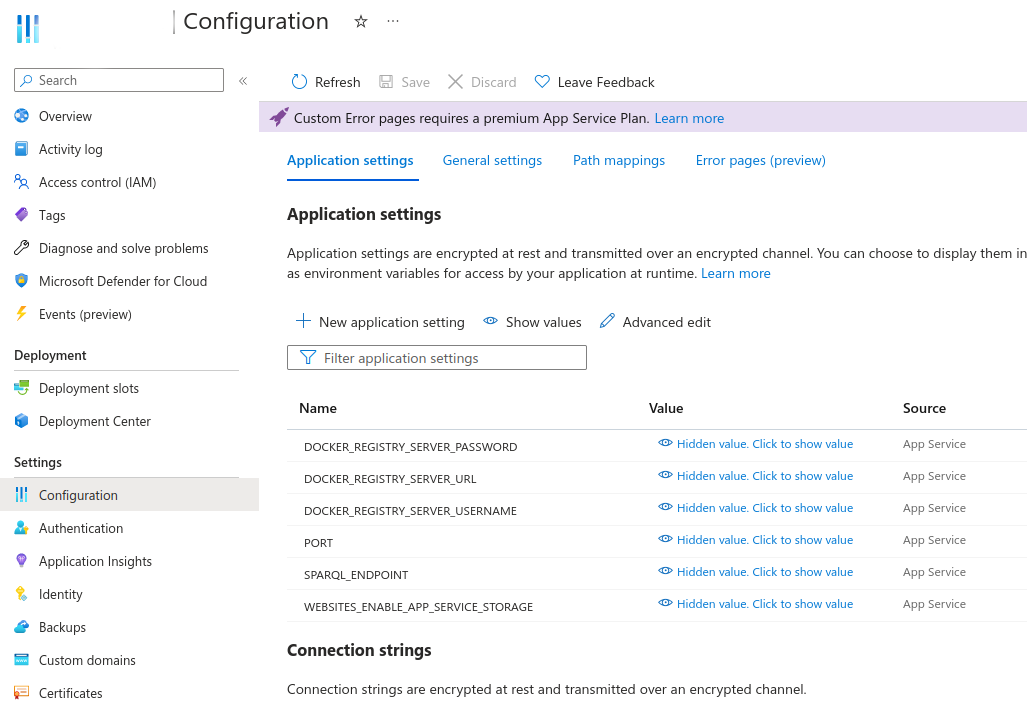 Configuration
Search
Refresh Save Discard Leave Feedback
Overview
Activity log
Access control (IAM)
Tags
Diagnose and solve problems
Microsoft Defender for Cloud
Events (preview)
Deployment
Deployment slots
Deployment Center
Settings
Configuration
Authentication
Application Insights
Identity
Backups
Custom domains
Certificates
Custom Error pages requires a premium App Service Plan. Learn more
Application settings General settings Path mappings Error pages (preview)
Application settings
Application settings are encrypted at rest and transmitted over an encrypted channel. You can choose to display them in
as environment variables for access by your application at runtime. Learn more
New application setting Show values Advanced edit
Filter application settings
Name Value Source
DOCKER_REGISTRY_SERVER_PASSWORD Hidden value. Click to show value App Service
DOCKER_REGISTRY_SERVER_URL Hidden value. Click to show value App Service
DOCKER_REGISTRY_SERVER_USERNAME Hidden value. Click to show value App Service
PORT Hidden value. Click to show value App Service
SPARQL_ENDPOINT Hidden value. Click to show value App Service
WEBSITES_ENABLE_APP_SERVICE_STORAGE Hidden value. Click to show value App Service
Connection strings
Connection strings are encrypted at rest and transmitted over an encrypted channel.